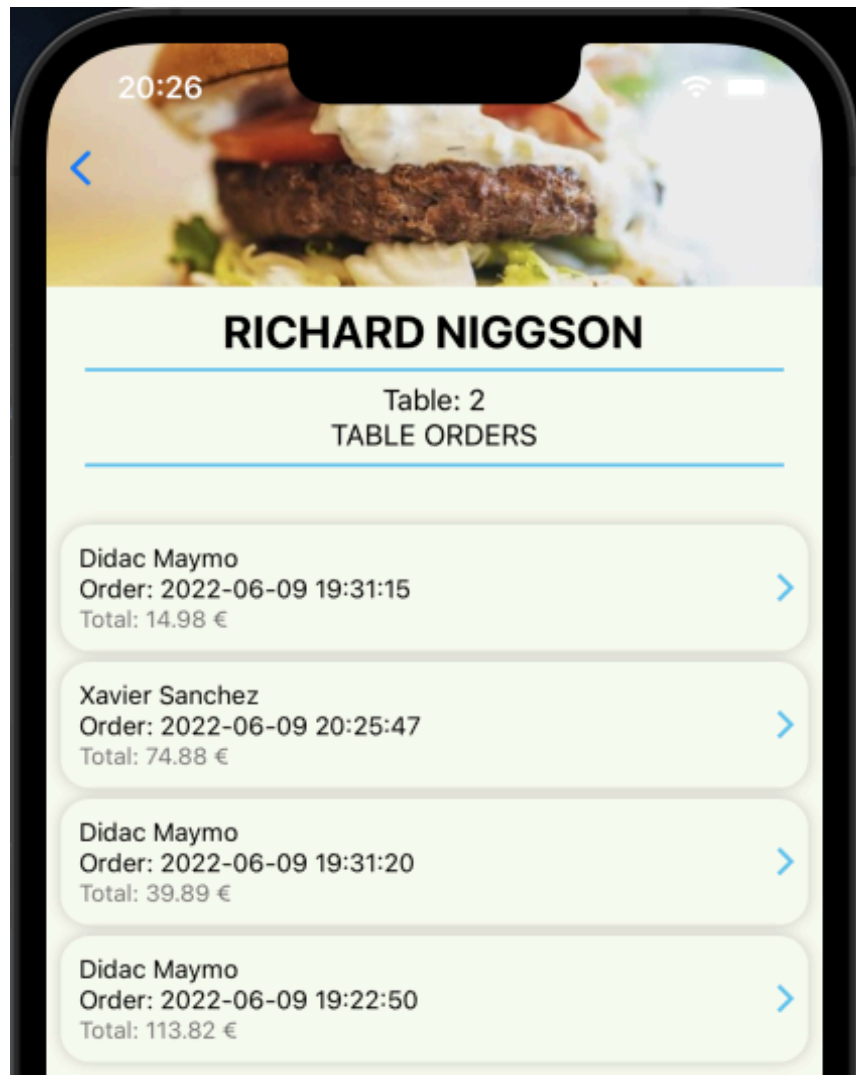 20:26
RICHARD NIGGSON
Table: 2
TABLE ORDERS
Didac Maymo
Order: 2022-06-09 19:31:15
Total: 14.98 €
Xavier Sanchez
Order: 2022-06-09 20:25:47
Total: 74.88 €
Didac Maymo
Order: 2022-06-09 19:31:20
Total: 39.89 €
Didac Maymo
Order: 2022-06-09 19:22:50
Total: 113.82 €